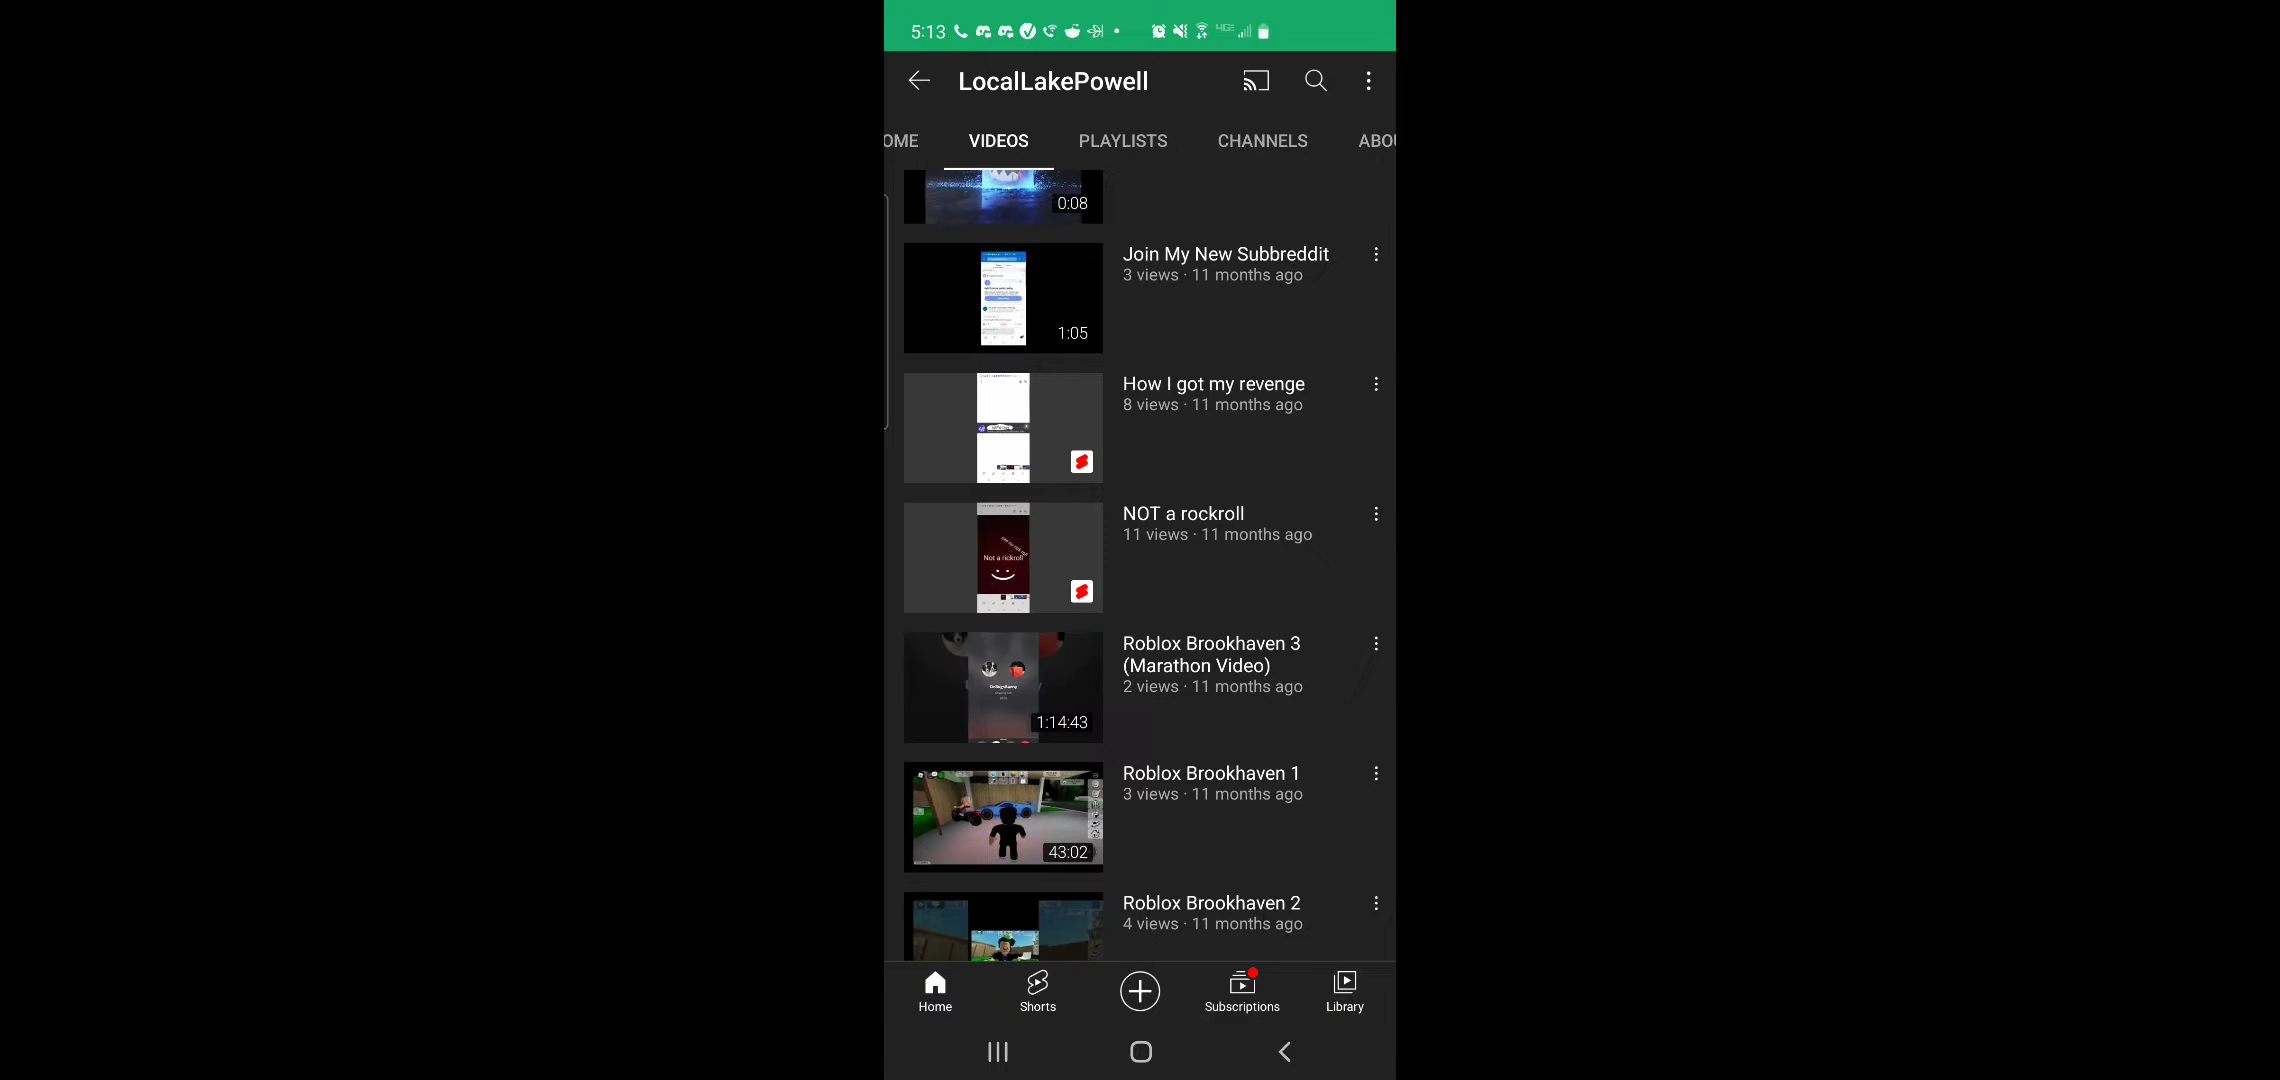 5:13
LocalLakePowell
OME VIDEOS PLAYLISTS CHANNELS ABOU
0:08
Join My New Subbreddit
3 views · 11 months ago
1:05
How I got my revenge
8 views · 11 months ago
NOT a rockroll
11 views · 11 months ago
Not a rickroll
Roblox Brookhaven 3
(Marathon Video)
2 views · 11 months ago
1:14:43
Roblox Brookhaven 1
3 views · 11 months ago
43:02
Roblox Brookhaven 2
4 views · 11 months ago
Home Shorts Subscriptions Library